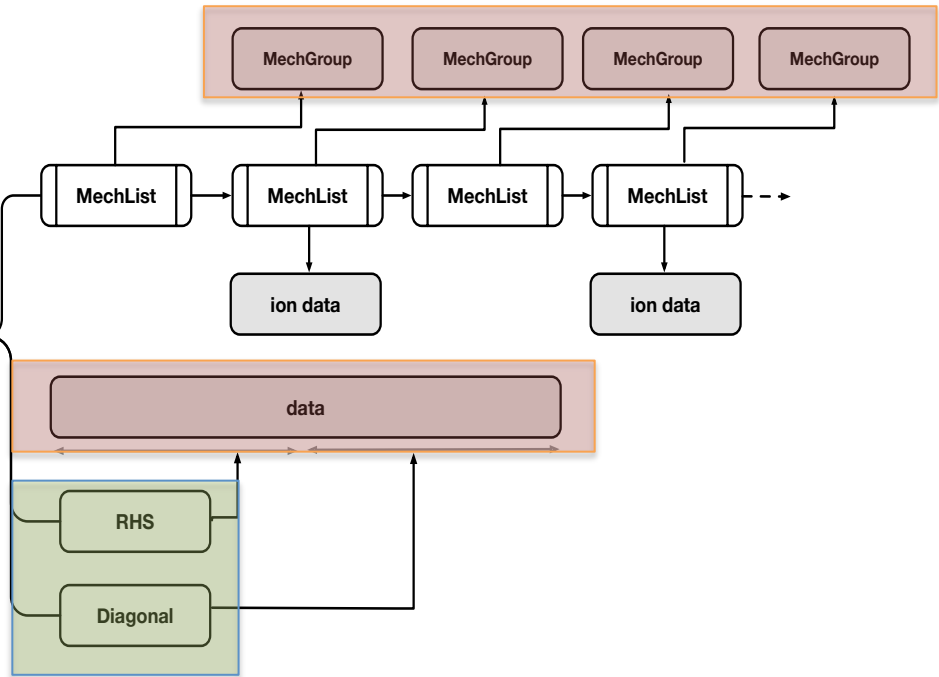 MechGroup MechGroup MechGroup MechGroup
MechList MechList MechList MechList
ion data ion data
data
RHS
Diagonal